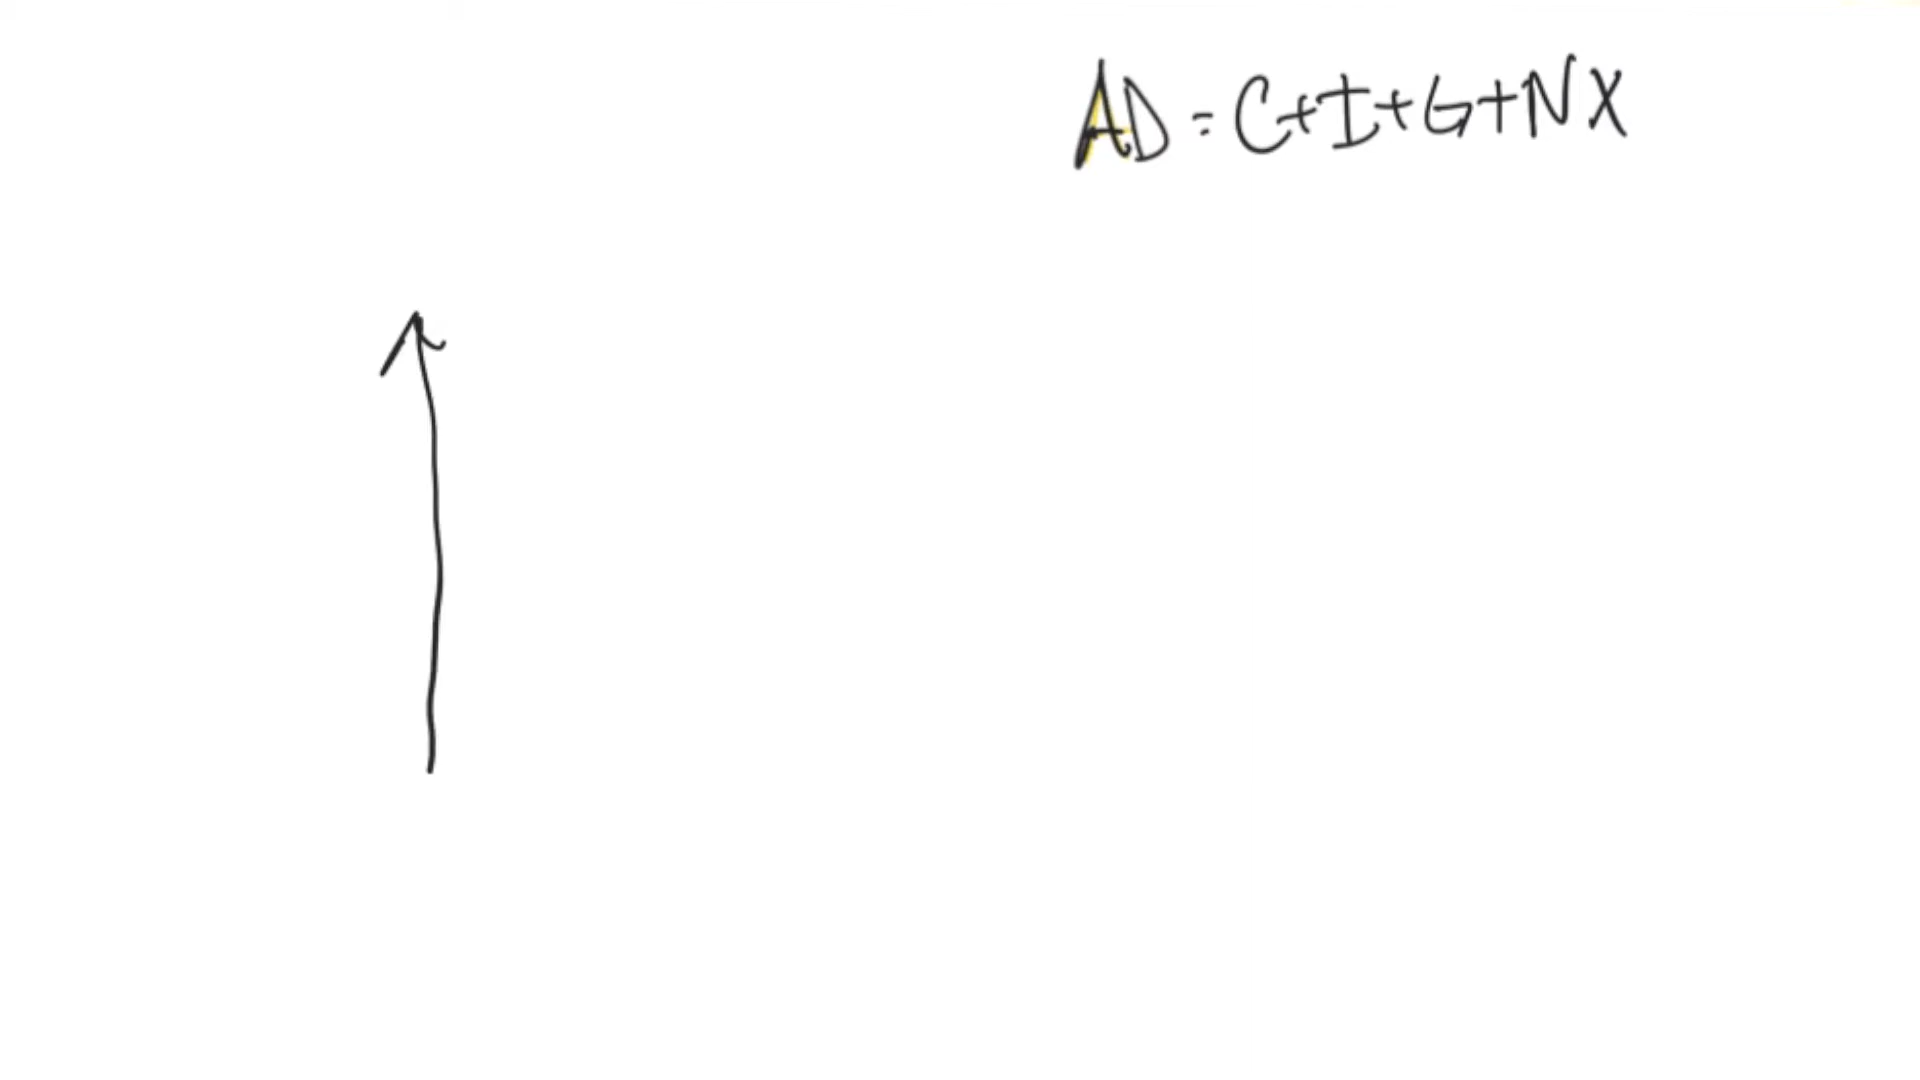 AD = C+I+G+NX